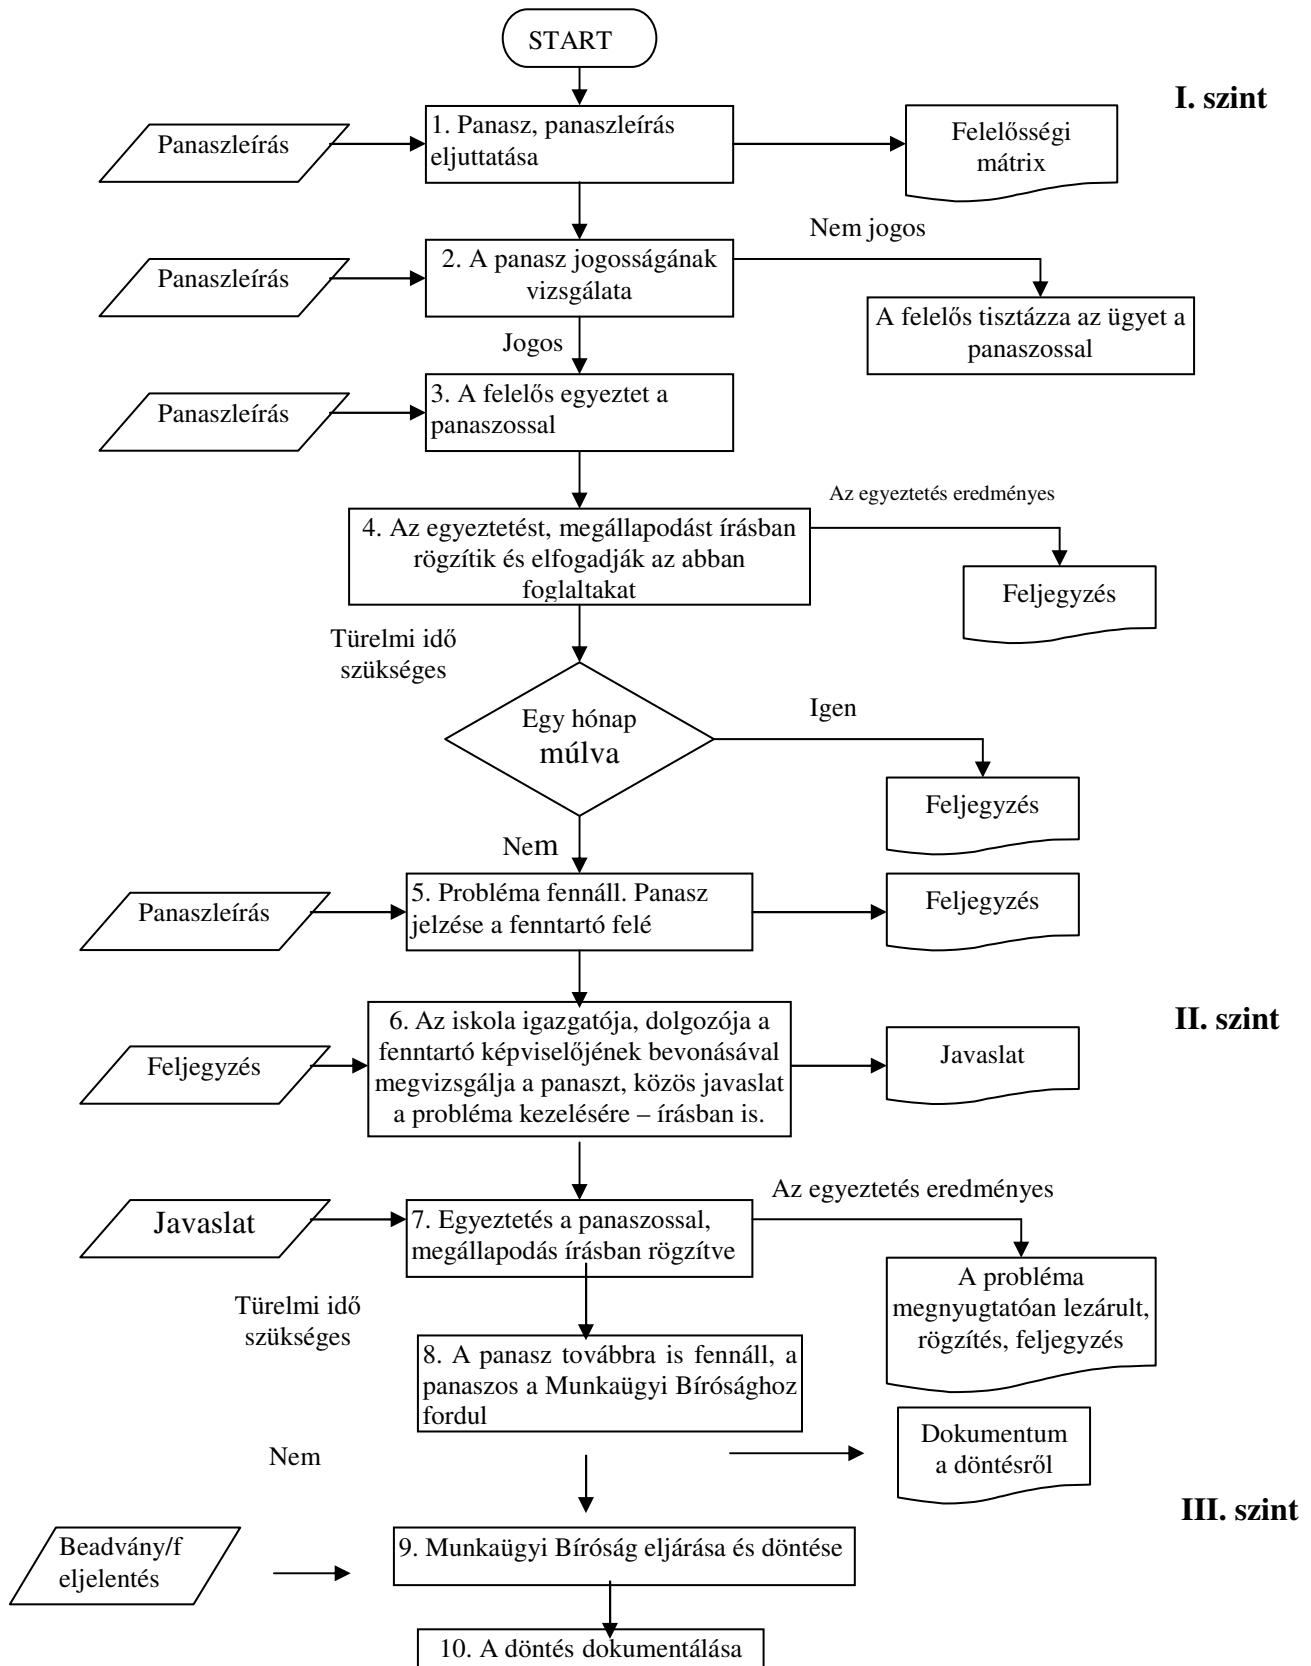 START
I. szint
Panaszleírás
1. Panasz, panaszleírás
eljuttatása
Felelősségi
mátrix
Nem jogos
Panaszleírás
2. A panasz jogosságának
vizsgálata
A felelős tisztázza az ügyet a
panaszossal
Jogos
Panaszleírás
3. A felelős egyeztet a
panaszossal
Az egyeztetés eredményes
4. Az egyeztetést, megállapodást írásban
rögzítik és elfogadják az abban
foglaltakat
Feljegyzés
Türelmi idő
szükséges
Egy hónap
múlva
Igen
Feljegyzés
Nem
Panaszleírás
5. Probléma fennáll. Panasz
jelzése a fenntartó felé
Feljegyzés
II. szint
Feljegyzés
6. Az iskola igazgatója, dolgozója a
fenntartó képviselőjének bevonásával
megvizsgálja a panaszt, közös javaslat
a probléma kezelésére – írásban is.
Javaslat
Az egyeztetés eredményes
Javaslat
7. Egyeztetés a panaszossal,
megállapodás írásban rögzítve
A probléma
megnyugtatóan lezárult,
rögzítés, feljegyzés
Türelmi idő
szükséges
8. A panasz továbbra is fennáll, a
panaszos a Munkaügyi Bírósághoz
fordul
Nem
Dokumentum
a döntésről
III. szint
Beadvány/f
eljelentés
9. Munkaügyi Bíróság eljárása és döntése
10. A döntés dokumentálása